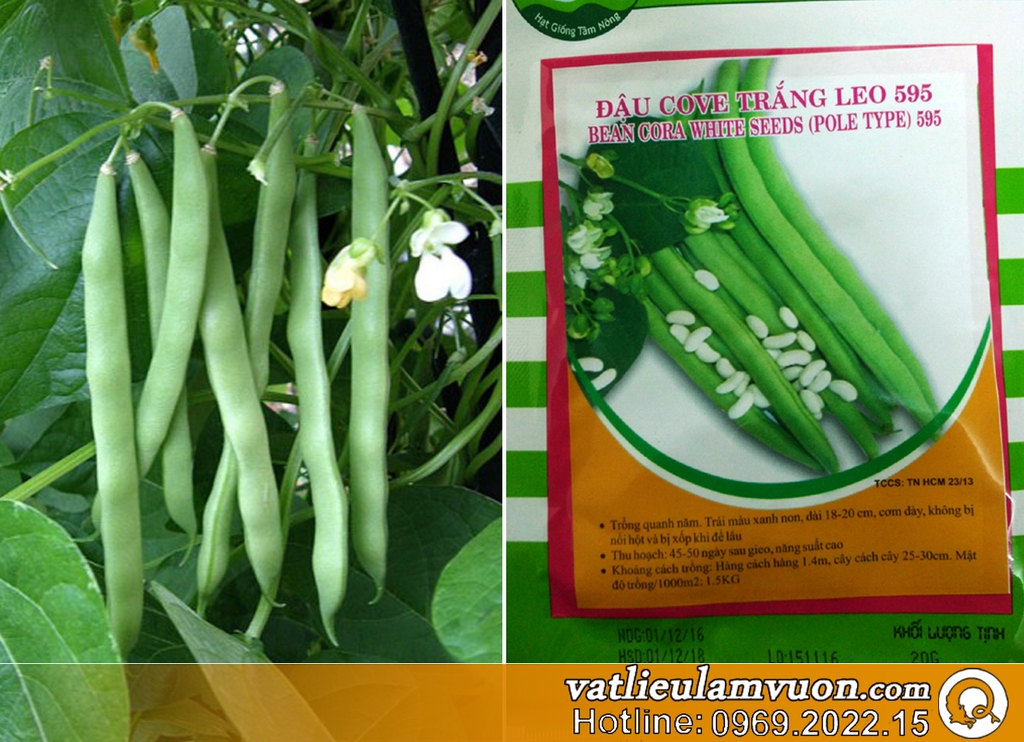 Hạt Giống Tâm Nông
ĐẬU COVE TRẮNG LEO 595
BEAN CORA WHITE SEEDS (POLE TYPE) 595
TCCS: TN HCM 23/13
• Trồng quanh năm. Trái màu xanh non, dài 18-20 cm, cơm dày, không bị
nổi hột và bị xốp khi để lâu
• Thu hoạch: 45-50 ngày sau gieo, năng suất cao
• Khoảng cách trồng: Hàng cách hàng 1.4m, cây cách cây 25-30cm. Mật
độ trồng/1000m2: 1.5KG
NDG:01/12/16
KHỐI LƯỢNG TỊNH
HSD:01/12/18
LO:151116
20G
vatlieulamvuon.com
Hotline: 0969.2022.15